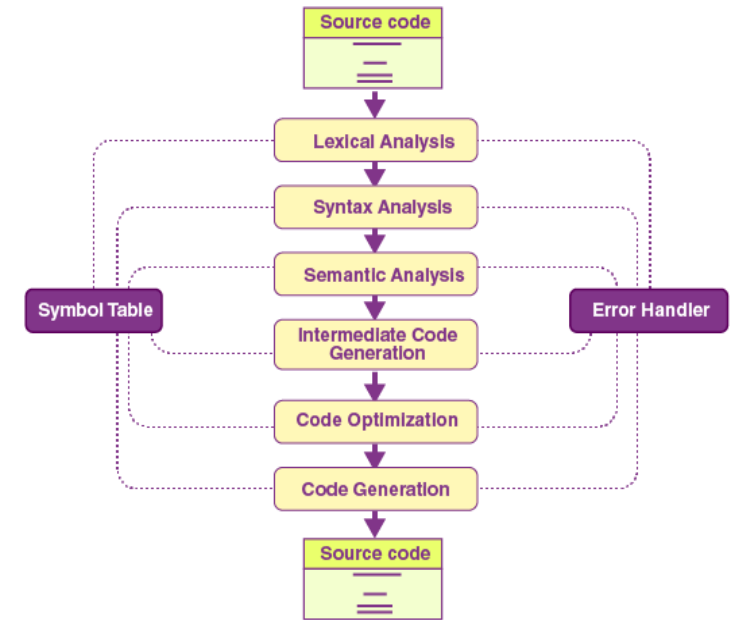 Source code
Lexical Analysis
Syntax Analysis
Semantic Analysis
Symbol Table
Error Handler
Intermediate Code
Generation
Code Optimization
Code Generation
Source code